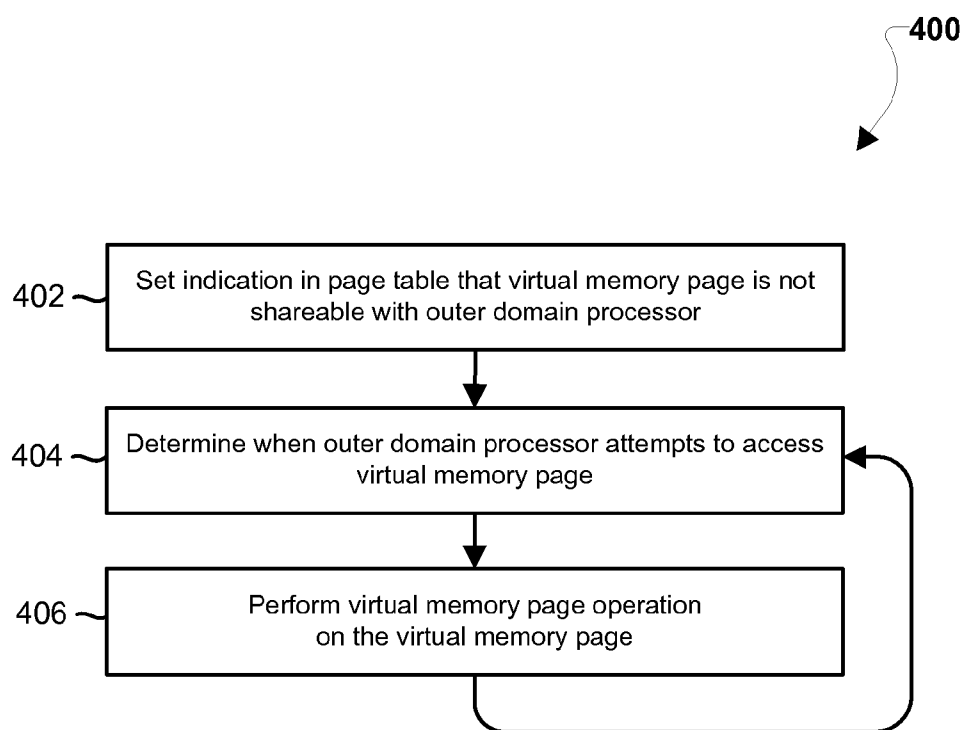 400
402
Set indication in page table that virtual memory page is not
shareable with outer domain processor
404
Determine when outer domain processor attempts to access
virtual memory page
406
Perform virtual memory page operation
on the virtual memory page